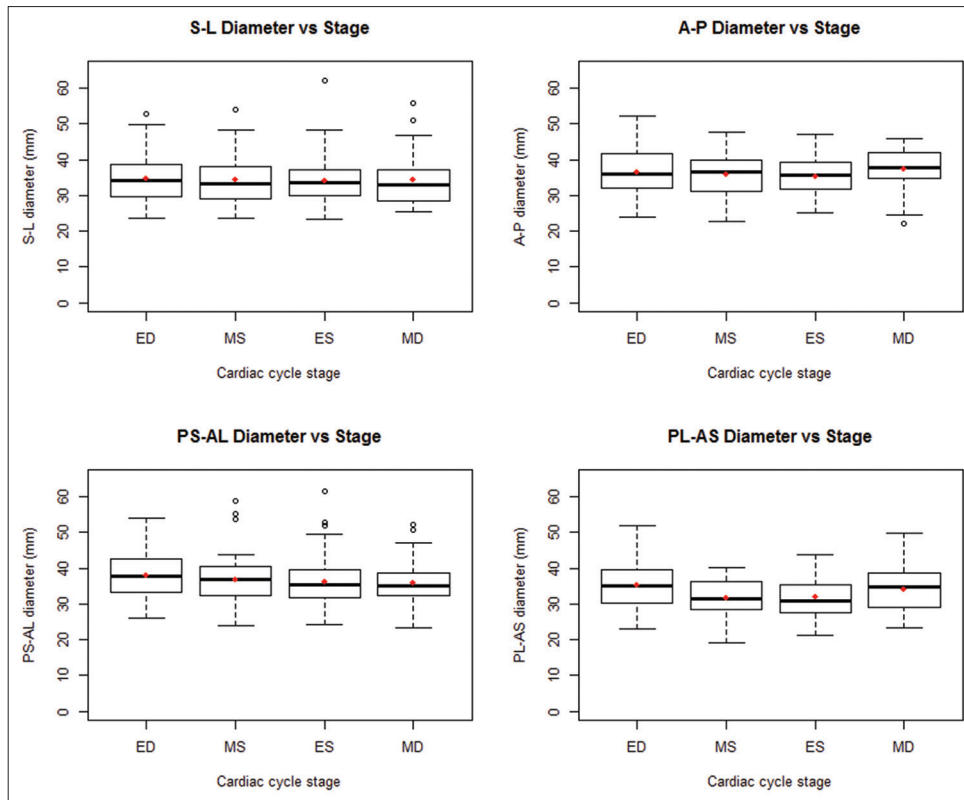 S-L Diameter vs Stage
S-L diameter (mm)
60
50
40
30
20
10
0
ED MS ES MD
Cardiac cycle stage
A-P Diameter vs Stage
A-P diameter (mm)
60
50
40
30
20
10
0
ED MS ES MD
Cardiac cycle stage
PS-AL Diameter vs Stage
PS-AL diameter (mm)
60
50
40
30
20
10
0
ED MS ES MD
Cardiac cycle stage
PL-AS Diameter vs Stage
PL-AS diameter (mm)
60
50
40
30
20
10
0
ED MS ES MD
Cardiac cycle stage